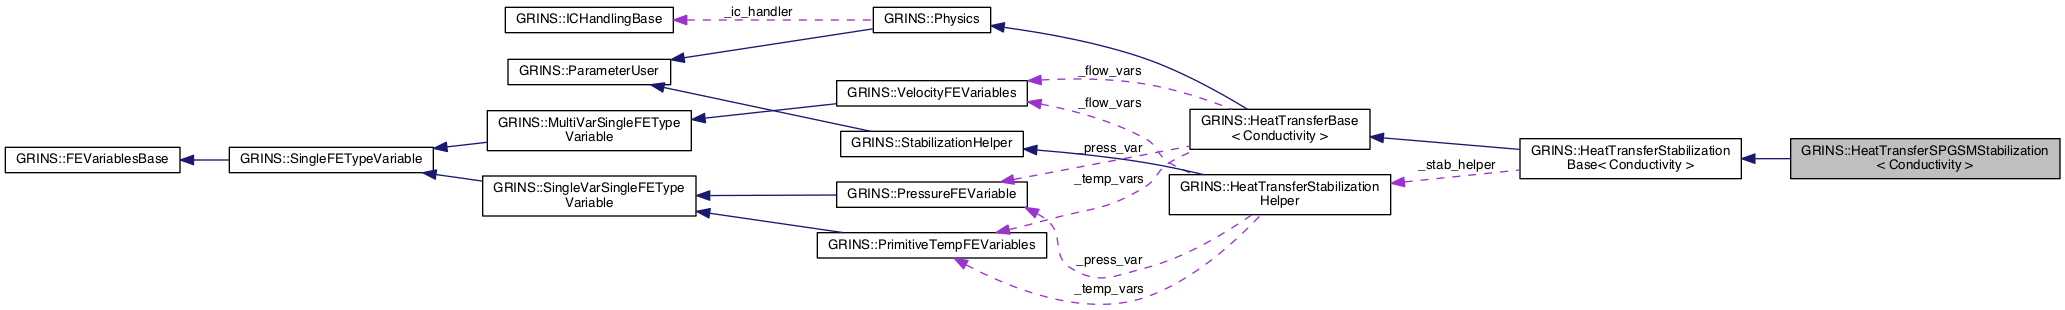 GRINS::ICHandlingBase
_ic_handler
GRINS::Physics
GRINS::ParameterUser
_flow_vars
GRINS::VelocityFEVariables
_flow_vars
GRINS::MultiVarSingleFEType
Variable
GRINS::HeatTransferBase
< Conductivity >
GRINS::StabilizationHelper
_press_var
GRINS::FEVariablesBase
GRINS::SingleFETypeVariable
GRINS::HeatTransferStabilization
Base< Conductivity >
GRINS::HeatTransferSPGSMStabilization
< Conductivity >
_stab_helper
_temp_vars
GRINS::SingleVarSingleFEType
Variable
GRINS::PressureFEVariable
GRINS::HeatTransferStabilization
Helper
GRINS::PrimitiveTempFEVariables
_press_var
_temp_vars